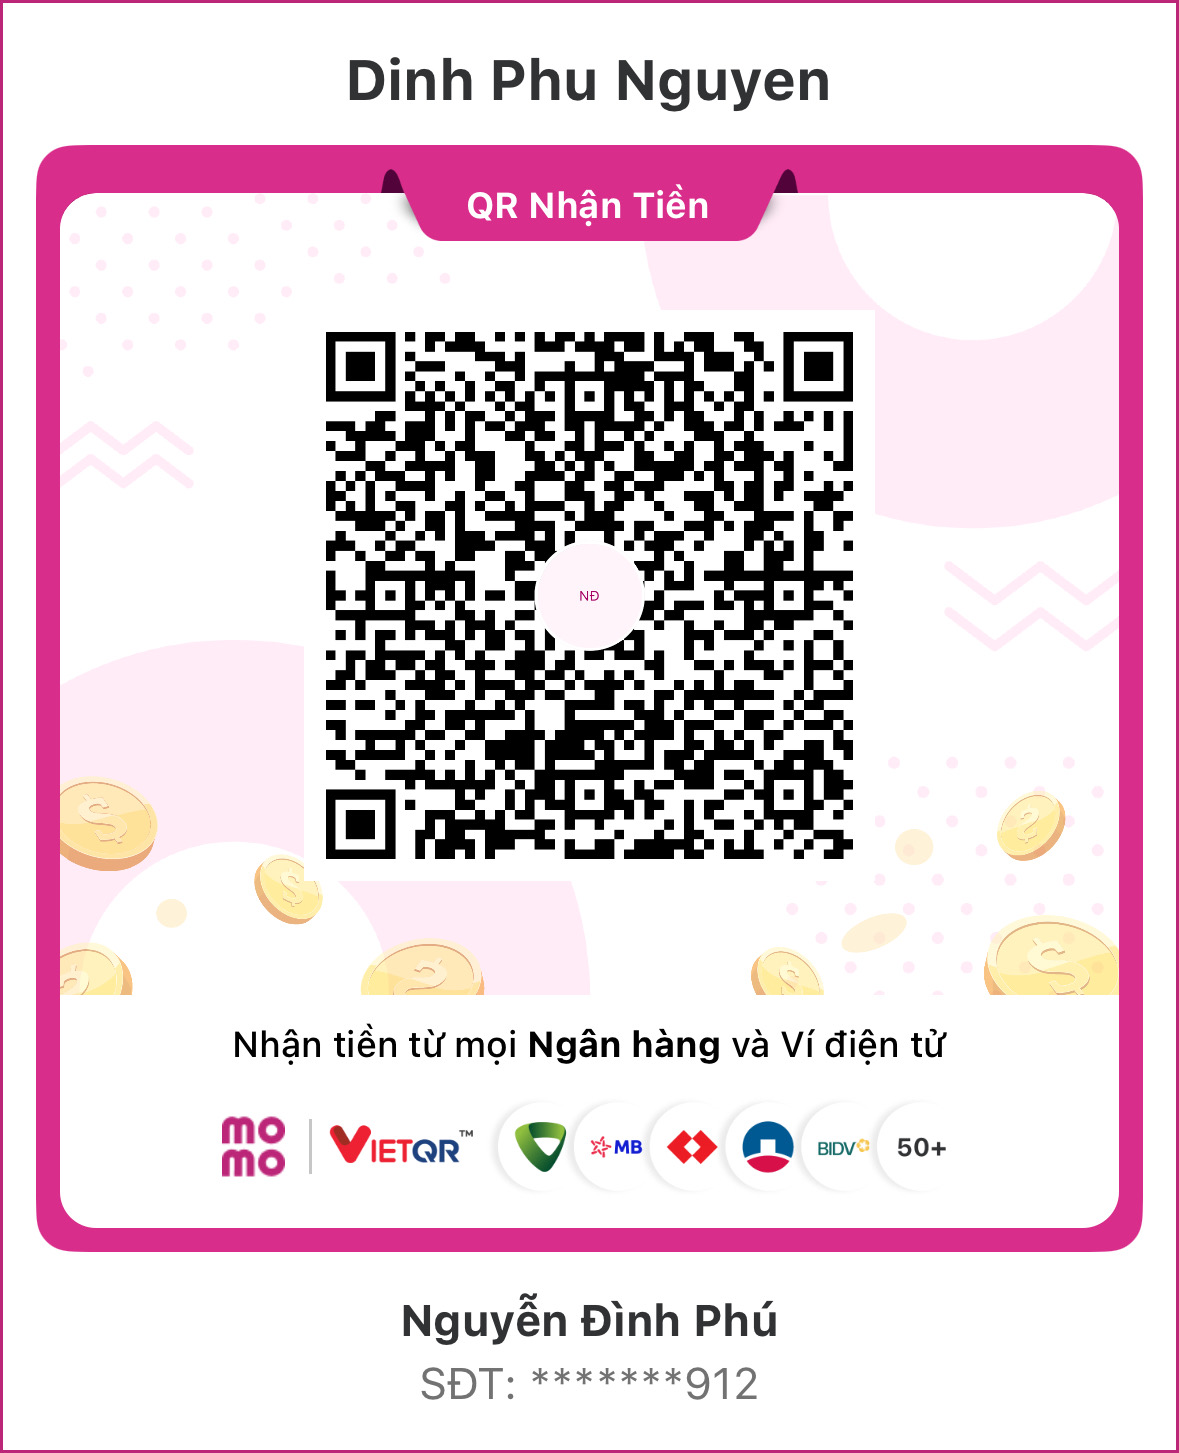 Dinh Phu Nguyen
QR Nhận Tiền
NĐ
Nhận tiền từ mọi Ngân hàng và Ví điện tử
mo
mo
VIETQR™
MB
BIDV
50+
Nguyễn Đình Phú
SĐT: *******912